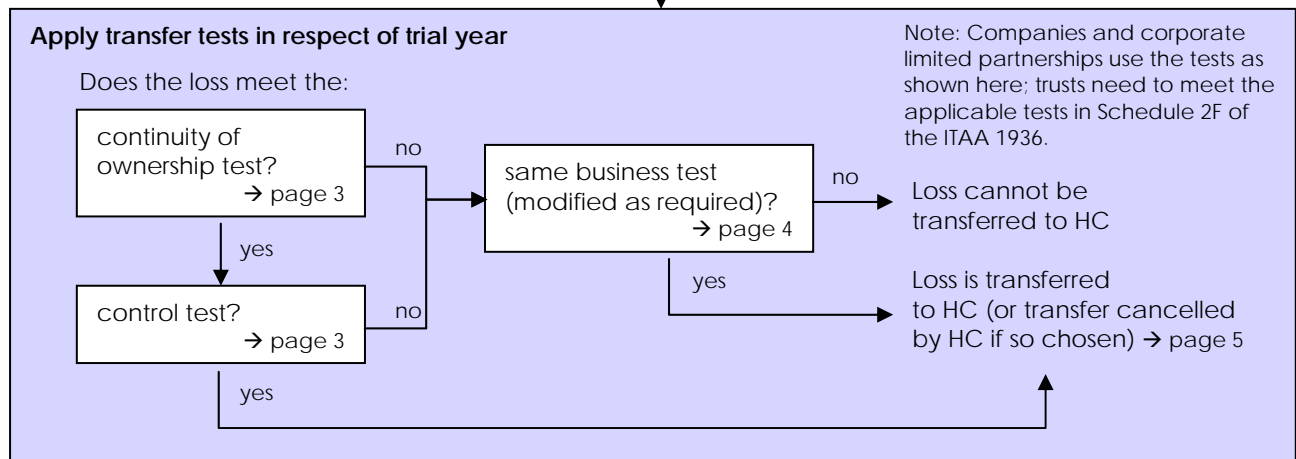 Apply transfer tests in respect of trial year
Note: Companies and corporate
limited partnerships use the tests as
shown here; trusts need to meet the
applicable tests in Schedule 2F of
the ITAA 1936.
Does the loss meet the:
continuity of
ownership test?
→ page 3
no
yes
control test?
→ page 3
no
yes
same business test
(modified as required)?
→ page 4
no
yes
Loss cannot be
transferred to HC
Loss is transferred
to HC (or transfer cancelled
by HC if so chosen) → page 5